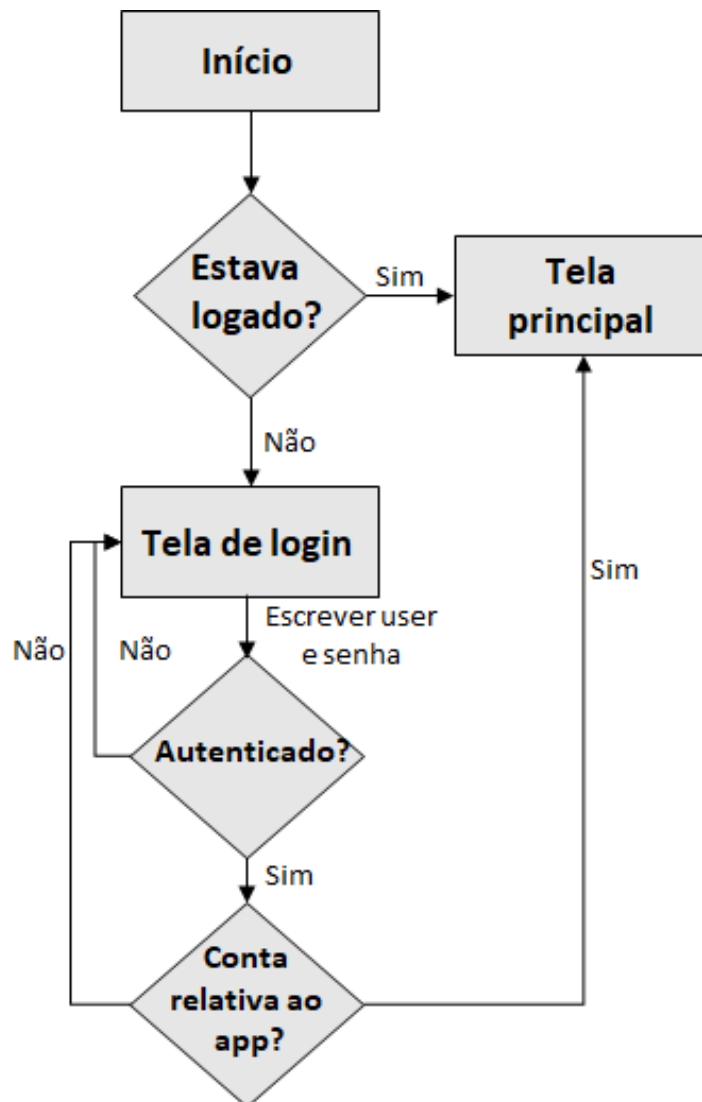 Início
Estava
logado?
Sim
Tela
principal
Não
Tela de login
Escrever user
e senha
Sim
Não
Não
Autenticado?
Sim
Conta
relativa ao
app?